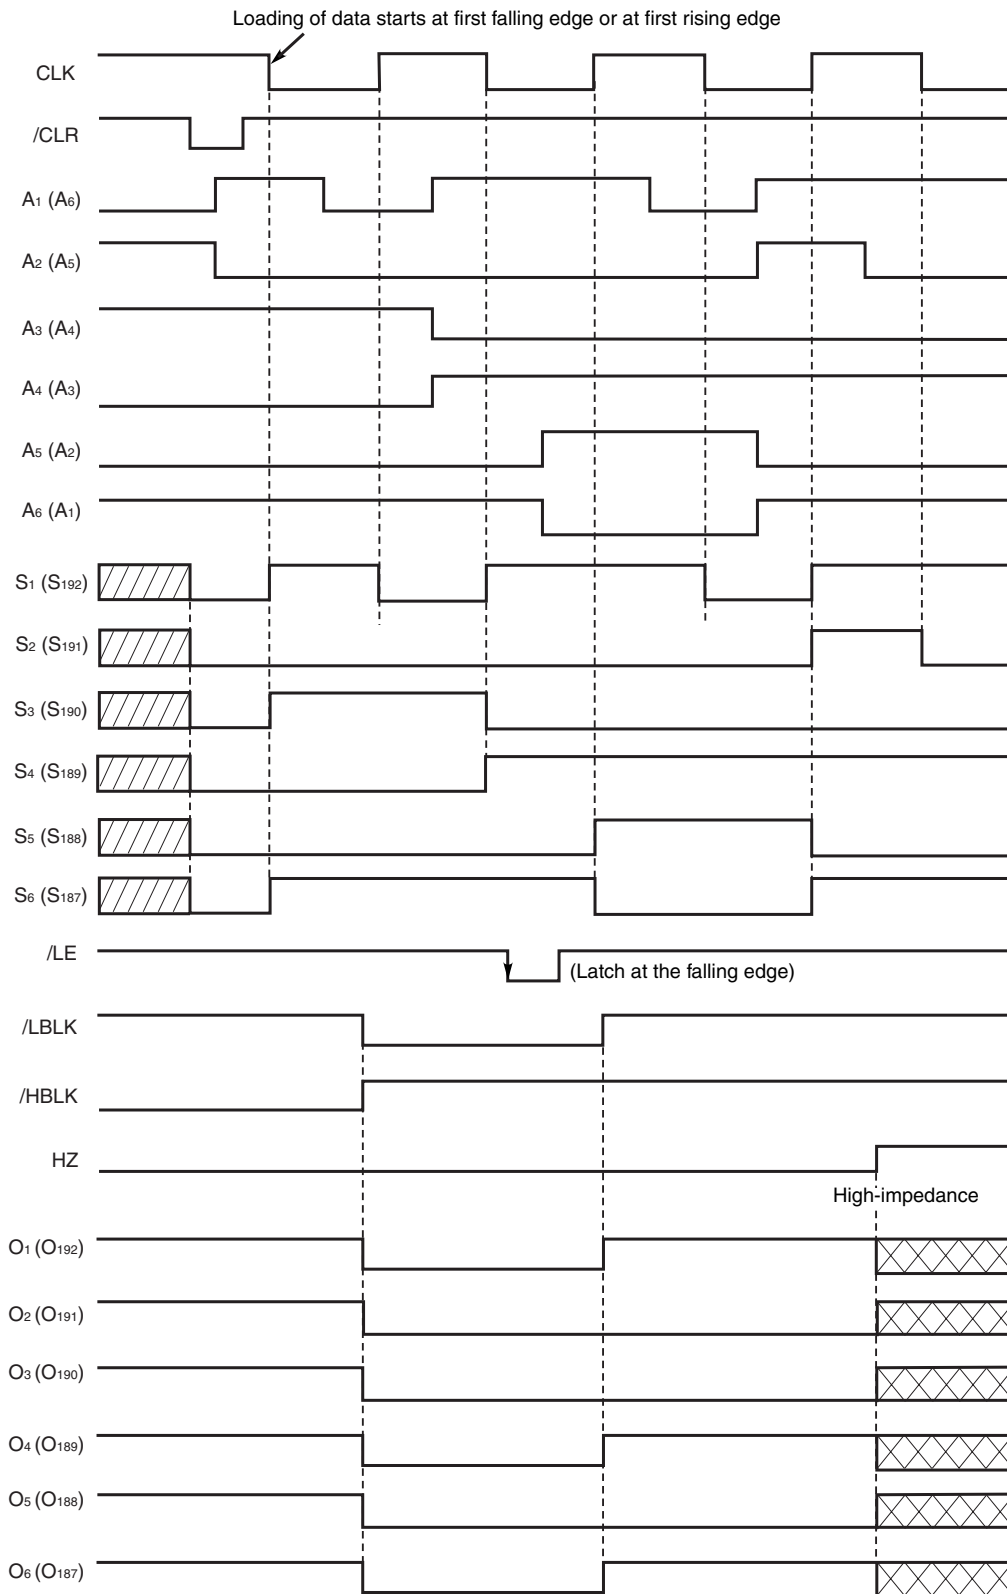 Loading of data starts at first falling edge or at first rising edge
CLK
/CLR
A1 (A6)
A2 (A5)
A3 (A4)
A4 (A3)
A5 (A2)
A6 (A1)
S1 (S192)
S2 (S191)
S3 (S190)
S4 (S189)
S5 (S188)
S6 (S187)
/LE
(Latch at the falling edge)
/LBLK
/HBLK
HZ
High-impedance
O1 (O192)
O2 (O191)
O3 (O190)
O4 (O189)
O5 (O188)
O6 (O187)